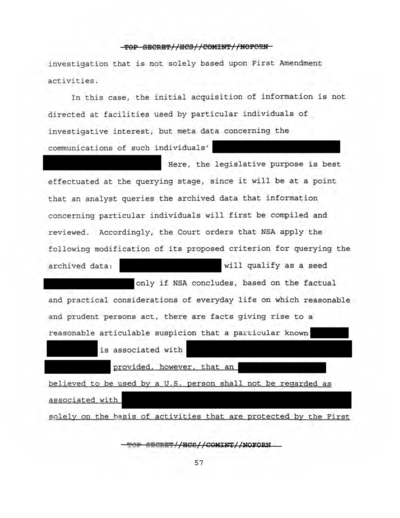 TOP SECRET//HCS//COMINT//NOFORN
investigation that is not solely based upon First Amendment
activities.
In this case, the initial acquisition of information is not
directed at facilities used by particular individuals of
investigative interest, but meta data concerning the
communications of such individuals'
Here, the legislative purpose is best
effectuated at the querying stage, since it will be at a point
that an analyst queries the archived data that information
concerning particular individuals will first be compiled and
reviewed. Accordingly, the Court orders that NSA apply the
following modification of its proposed criterion for querying the
archived data: will qualify as a seed
only if NSA concludes, based on the factual
and practical considerations of everyday life on which reasonable
and prudent persons act, there are facts giving rise to a
reasonable articulable suspicion that a particular known
is associated with
provided, however, that an
believed to be used by a U.S. person shall not be regarded as
associated with
solely on the basis of activities that are protected by the First
TOP SECRET//HCS//COMINT//NOFORN
57